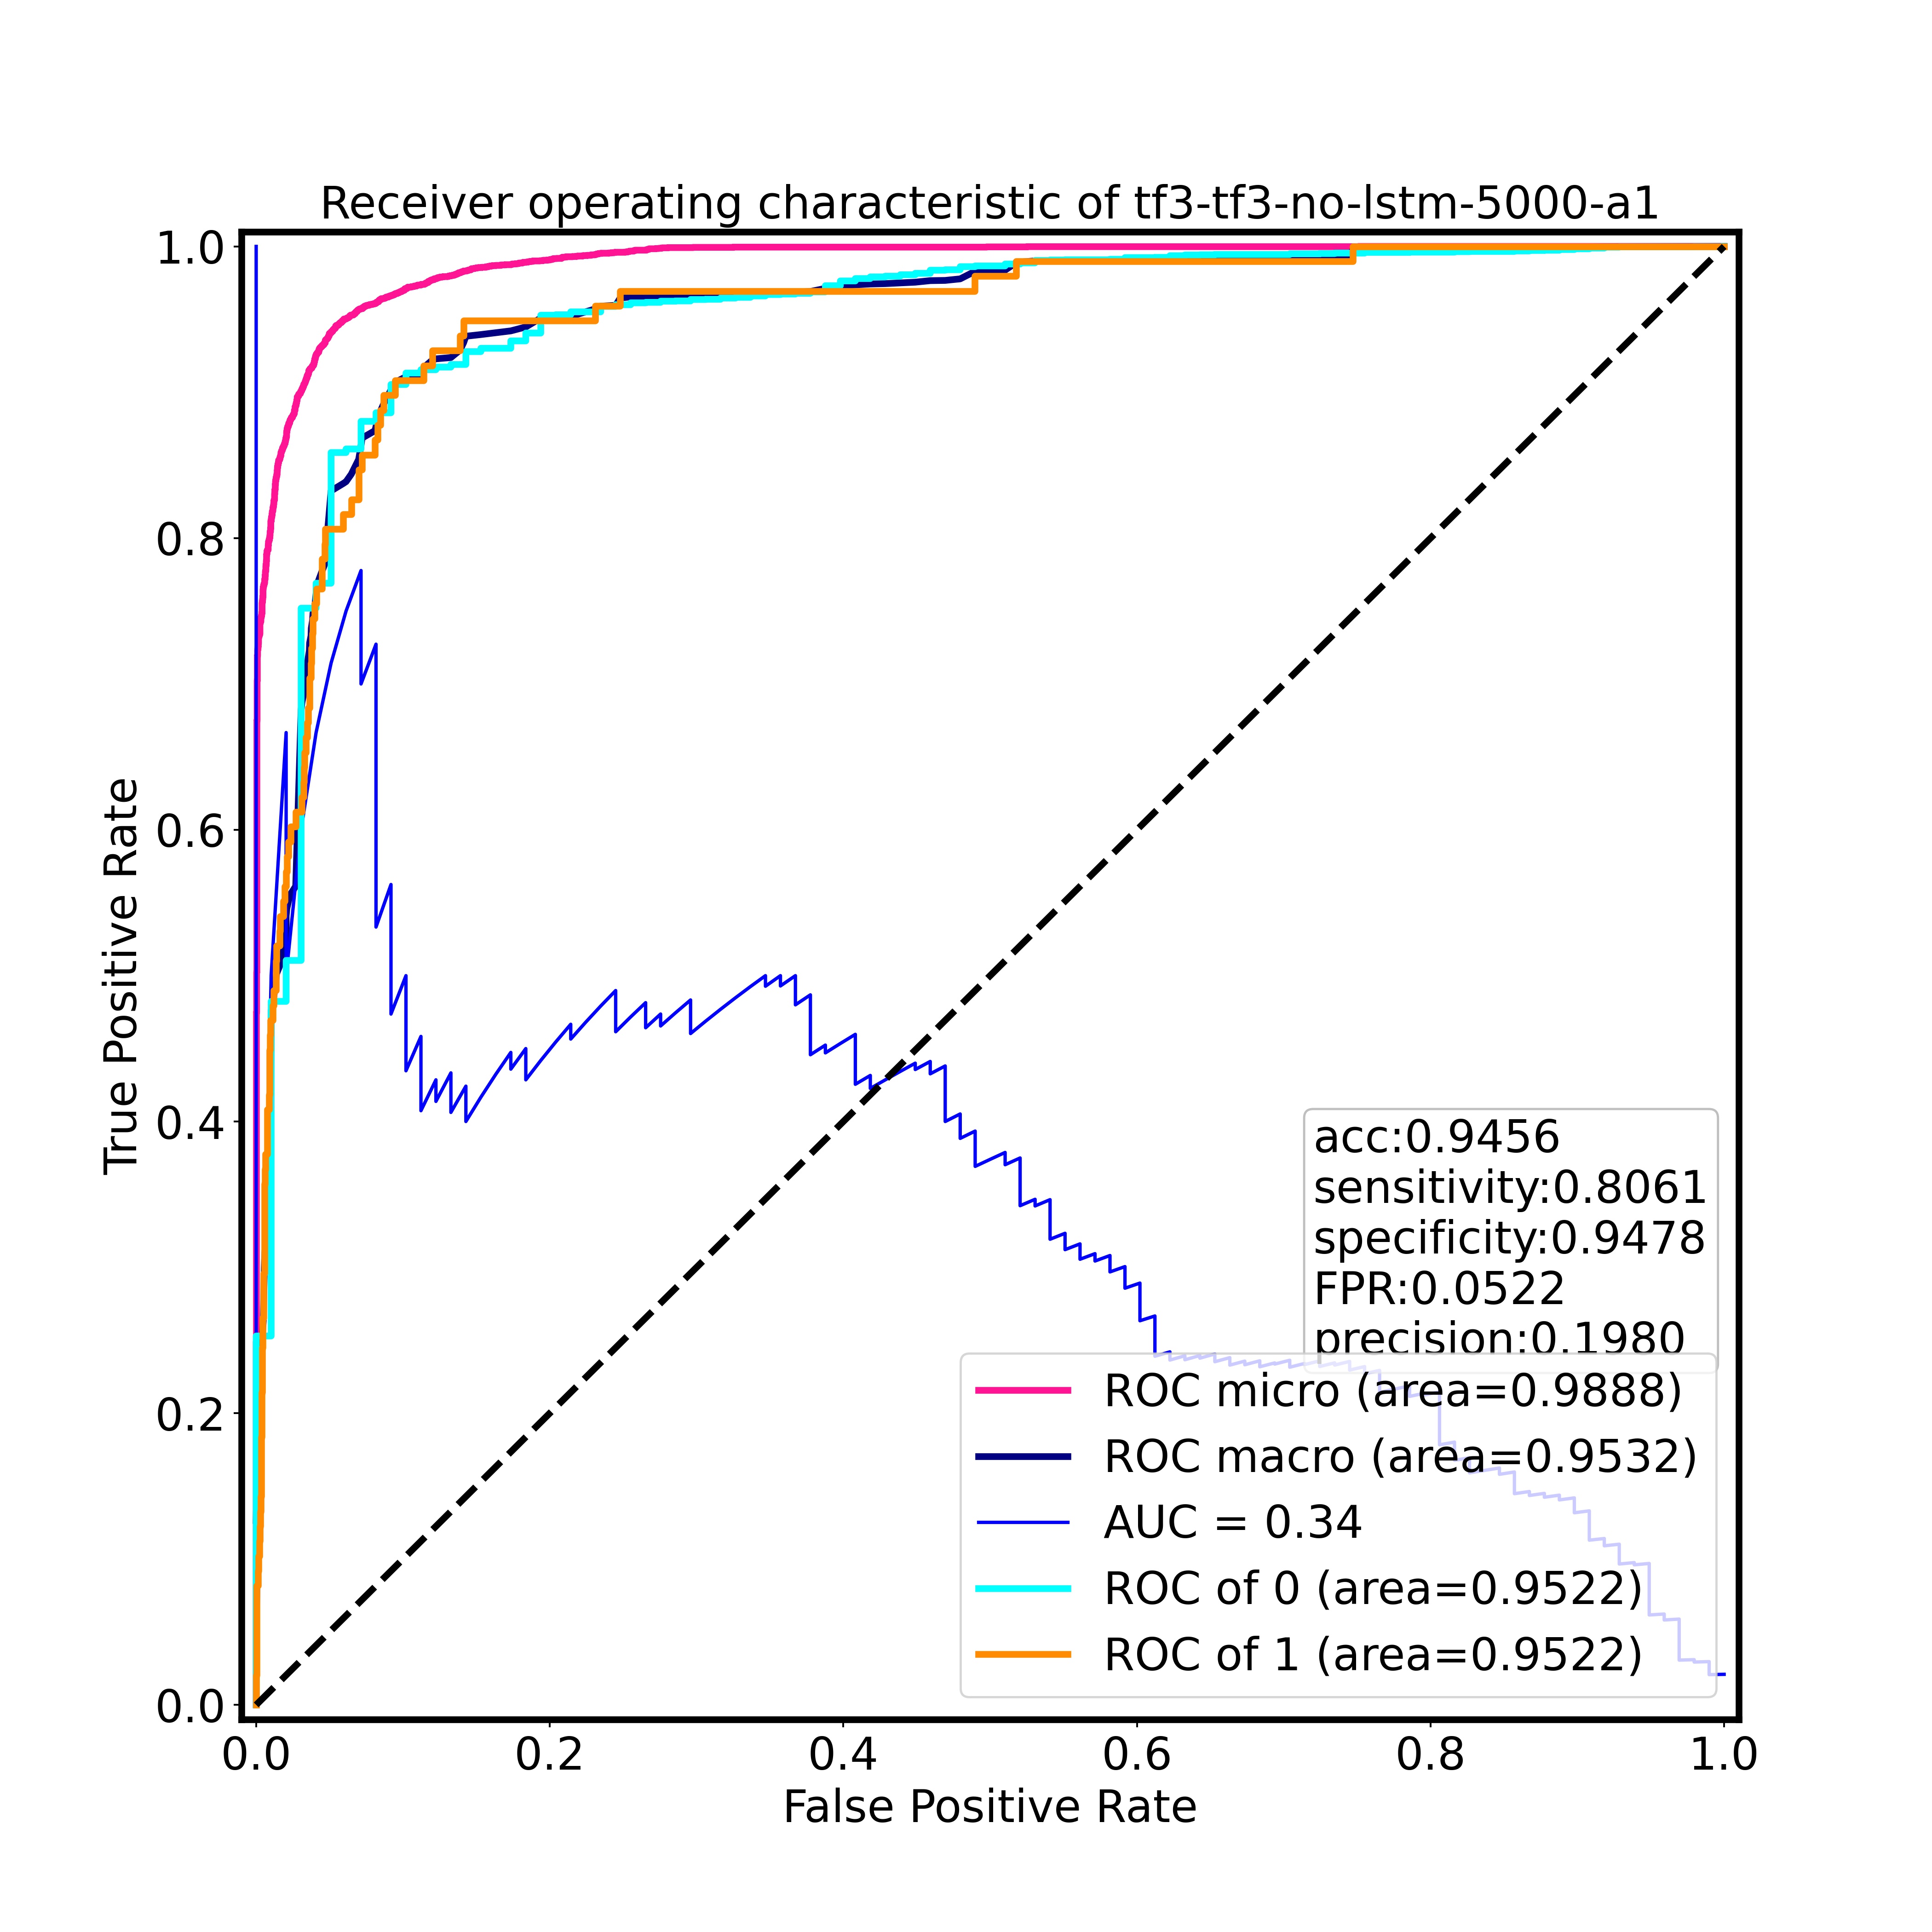 Receiver operating characteristic of tf3-tf3-no-lstm-5000-a1
1.0
0.8
0.6
0.4
0.2
0.0
True Positive Rate
acc:0.9456
sensitivity:0.8061
specificity:0.9478
FPR:0.0522
precision:0.1980
ROC micro (area=0.9888)
ROC macro (area=0.9532)
AUC = 0.34
ROC of 0 (area=0.9522)
ROC of 1 (area=0.9522)
0.0 0.2 0.4 0.6 0.8 1.0
False Positive Rate